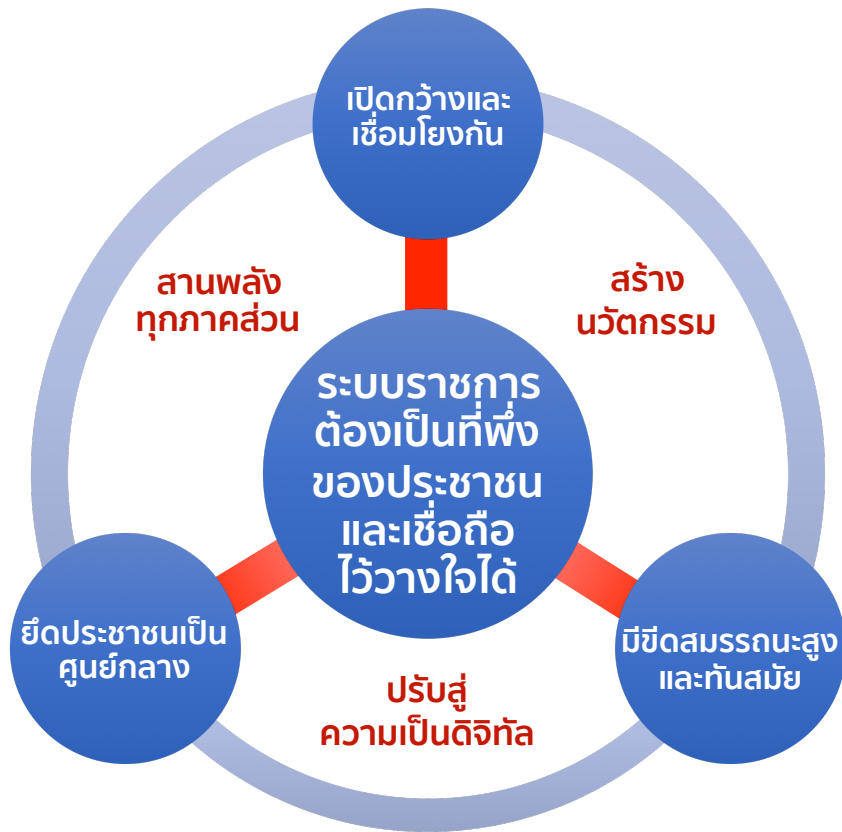 เปิดกว้างและ
เชื่อมโยงกัน
สานพลัง
ทุกภาคส่วน
สร้าง
นวัตกรรม
ระบบราชการ
ต้องเป็นที่พึ่ง
ของประชาชน
และเชื่อถือ
ไว้วางใจได้
ยึดประชาชนเป็น
ศูนย์กลาง
มีขีดสมรรถนะสูง
และทันสมัย
ปรับสู่
ความเป็นดิจิทัล